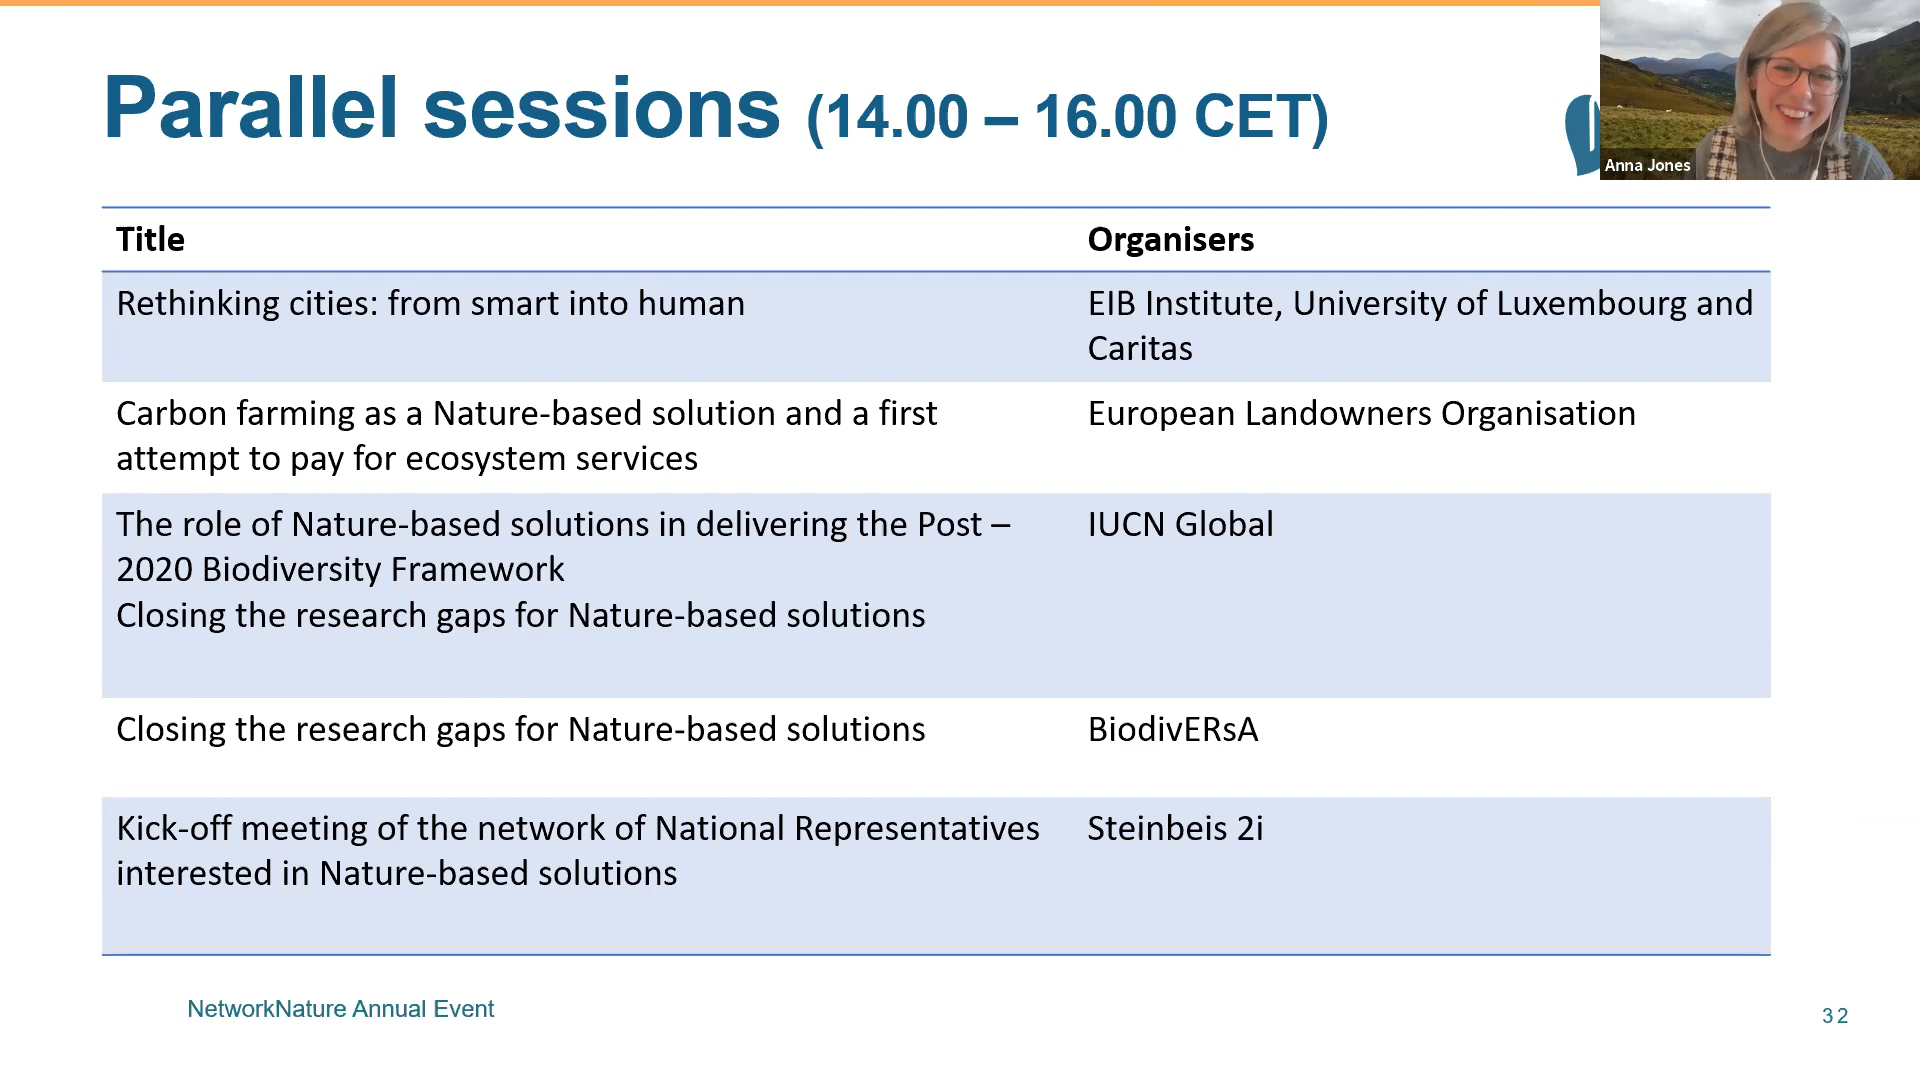 Parallel sessions (14.00 – 16.00 CET)
Anna Jones
Title
Organisers
Rethinking cities: from smart into human
EIB Institute, University of Luxembourg and
Caritas
Carbon farming as a Nature-based solution and a first
attempt to pay for ecosystem services
European Landowners Organisation
The role of Nature-based solutions in delivering the Post –
2020 Biodiversity Framework
Closing the research gaps for Nature-based solutions
IUCN Global
Closing the research gaps for Nature-based solutions
BiodivERsA
Kick-off meeting of the network of National Representatives
interested in Nature-based solutions
Steinbeis 2i
NetworkNature Annual Event
32